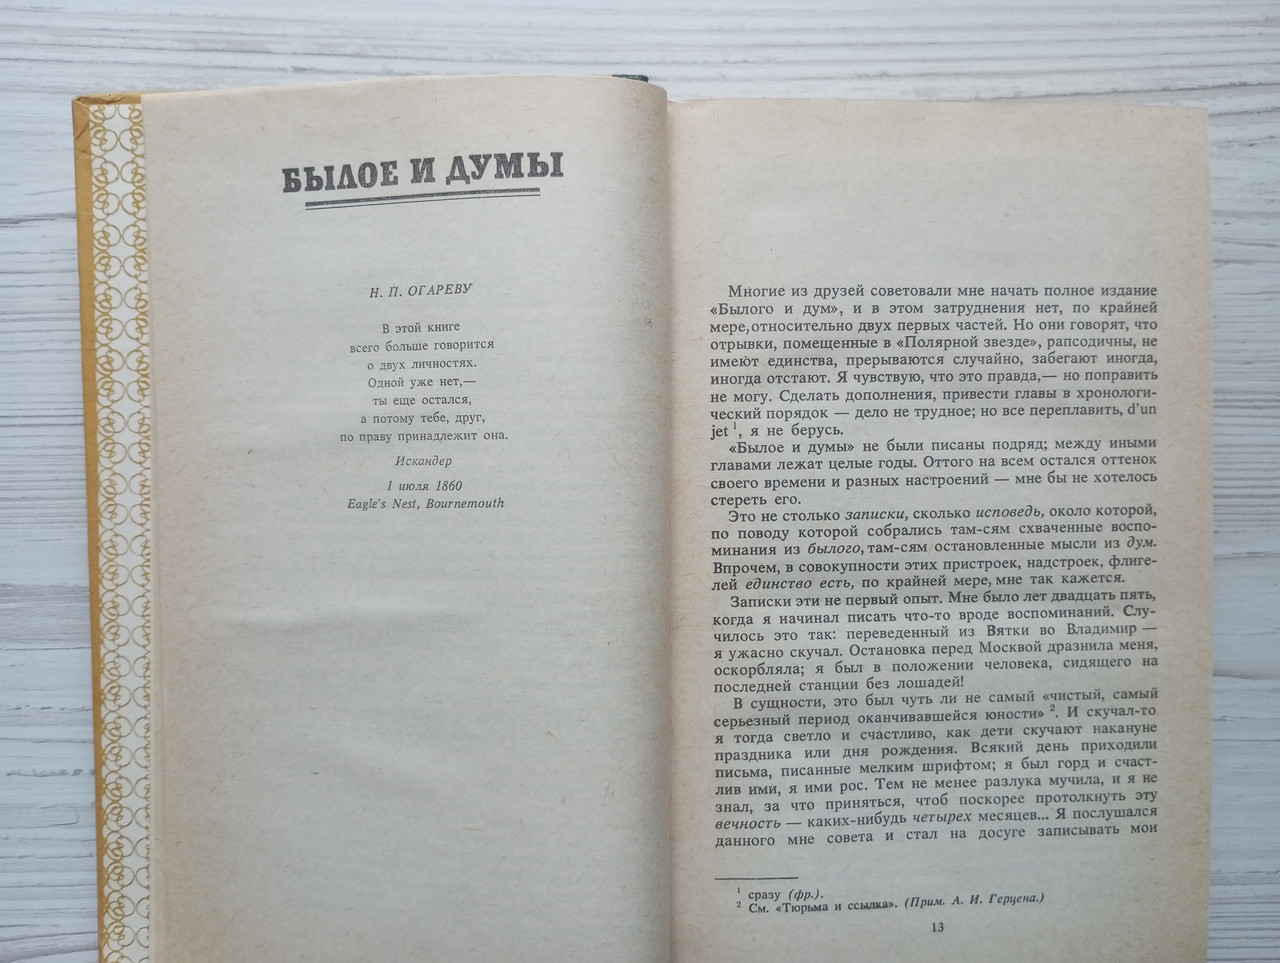 БЫЛОЕ И ДУМЫ
Н. П. ОГАРЕВУ
В этой книге
всего больше говорится
о двух личностях.
Одной уже нет,—
ты еще остался,
а потому тебе, друг,
по праву принадлежит она.
Искандер
1 июля 1860
Eagle's Nest, Bournemouth
Многие из друзей советовали мне начать полное издание
«Былого и дум», и в этом затруднения нет, по крайней
мере, относительно двух первых частей. Но они говорят, что
отрывки, помещенные в «Полярной звезде», рапсодичны, не
имеют единства, прерываются случайно, забегают иногда,
иногда отстают. Я чувствую, что это правда,— но поправить
не могу. Сделать дополнения, привести главы в хронологи-
ческий порядок — дело не трудное; но все переплавить, d'un
jet 1, я не берусь.
«Былое и думы» не были писаны подряд; между иными
главами лежат целые годы. Оттого на всем остался оттенок
своего времени и разных настроений — мне бы не хотелось
стереть его.
Это не столько записки, сколько исповедь, около которой,
по поводу которой собрались там-сям схваченные воспо-
минания из былого, там-сям остановленные мысли из дум.
Впрочем, в совокупности этих пристроек, надстроек, флиге-
лей единство есть, по крайней мере, мне так кажется.
Записки эти не первый опыт. Мне было лет двадцать пять,
когда я начинал писать что-то вроде воспоминаний. Слу-
чилось это так: переведенный из Вятки во Владимир —
я ужасно скучал. Остановка перед Москвой дразнила меня,
оскорбляла; я был в положении человека, сидящего на
последней станции без лошадей!
В сущности, это был чуть ли не самый «чистый, самый
серьезный период оканчивавшейся юности» 2. И скучал-то
я тогда светло и счастливо, как дети скучают накануне
праздника или дня рождения. Всякий день приходили
письма, писанные мелким шрифтом; я был горд и счаст-
лив ими, я ими рос. Тем не менее разлука мучила, и я не
знал, за что приняться, чтоб поскорее протолкнуть эту
вечность — каких-нибудь четырех месяцев... Я послушался
данного мне совета и стал на досуге записывать мои
1 сразу (фр.).
2 См. «Тюрьма и ссылка». (Прим. А. И. Герцена.)
13